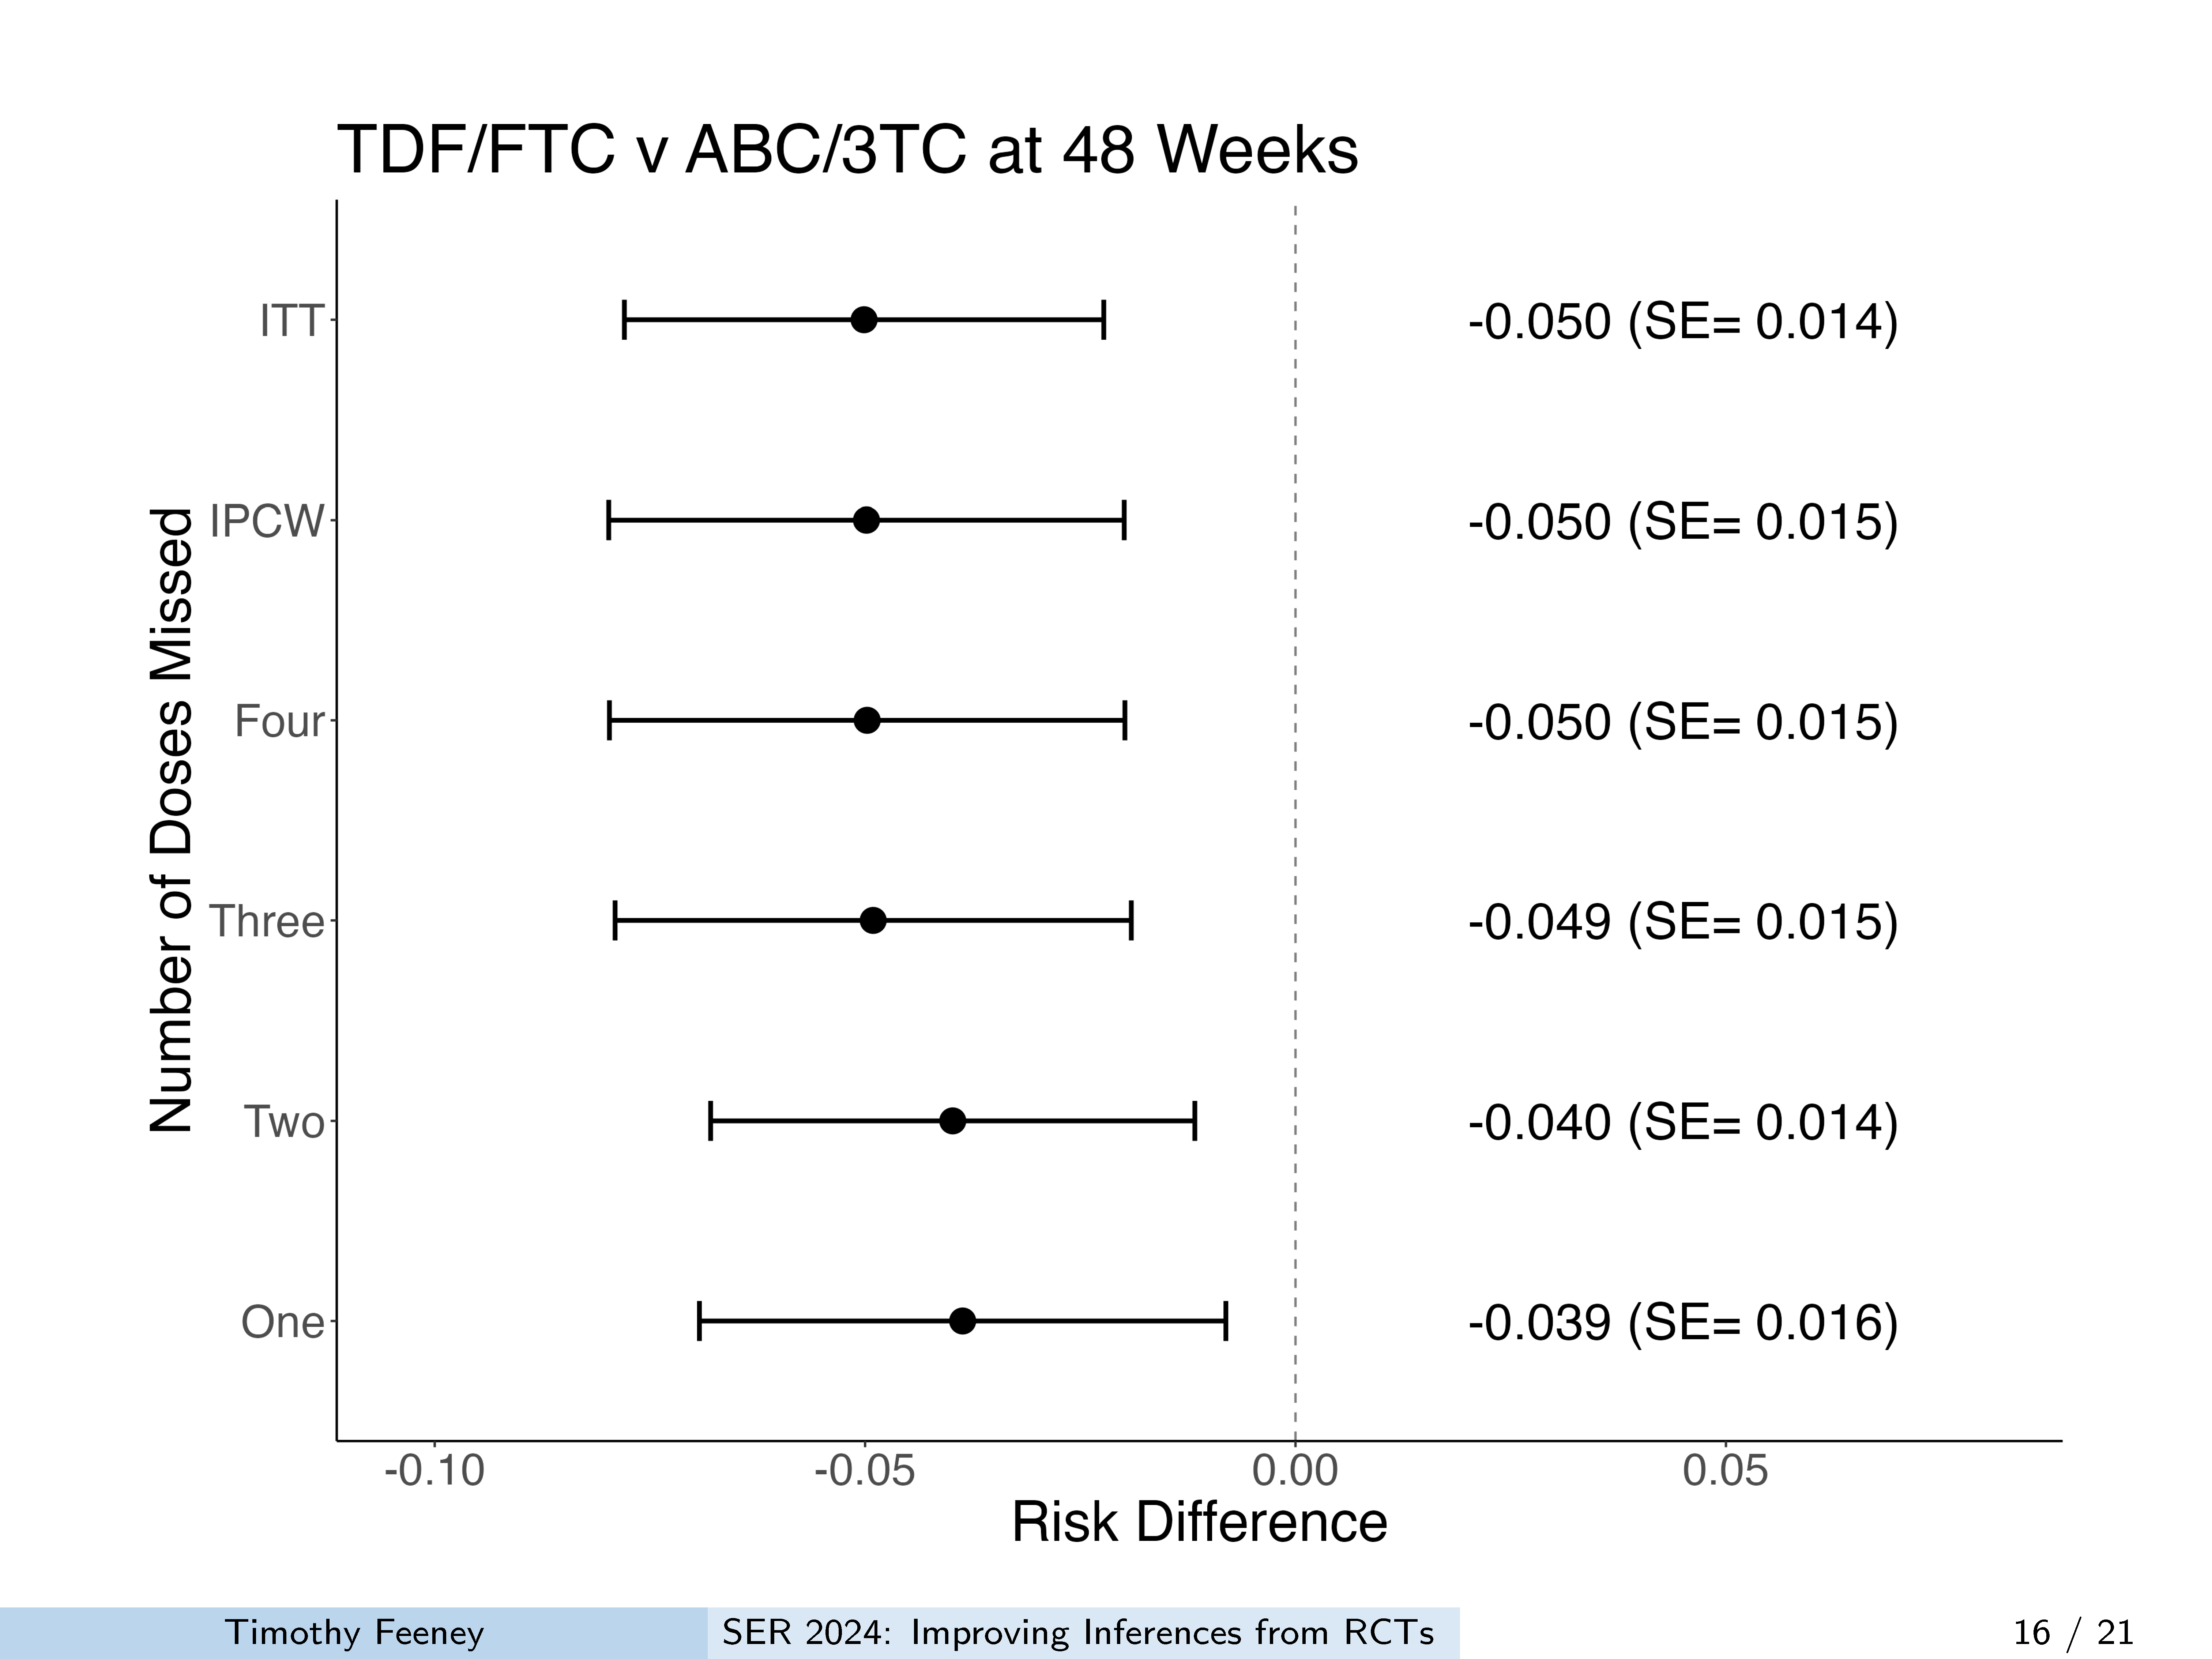 TDF/FTC v ABC/3TC at 48 Weeks
Number of Doses Missed
ITT
-0.050 (SE= 0.014)
IPCW
-0.050 (SE= 0.015)
Four
-0.050 (SE= 0.015)
Three
-0.049 (SE= 0.015)
Two
-0.040 (SE= 0.014)
One
-0.039 (SE= 0.016)
-0.10
-0.05
0.00
0.05
Risk Difference
Timothy Feeney
SER 2024: Improving Inferences from RCTs
16 / 21